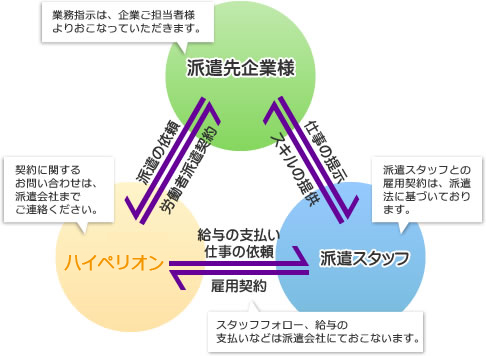 業務指示は、企業ご担当者様
よりおこなっていただきます。
派遣先企業様
派遣の依頼
労働者派遣契約
仕事の提示
スキルの提供
契約に関する
お問い合わせは、
派遣会社まで
ご連絡ください。
派遣スタッフとの
雇用契約は、派遣
法に基づいており
ます。
ハイペリオン
給与の支払い
仕事の依頼
雇用契約
派遣スタッフ
スタッフフォロー、給与の
支払いなどは派遣会社にておこないます。